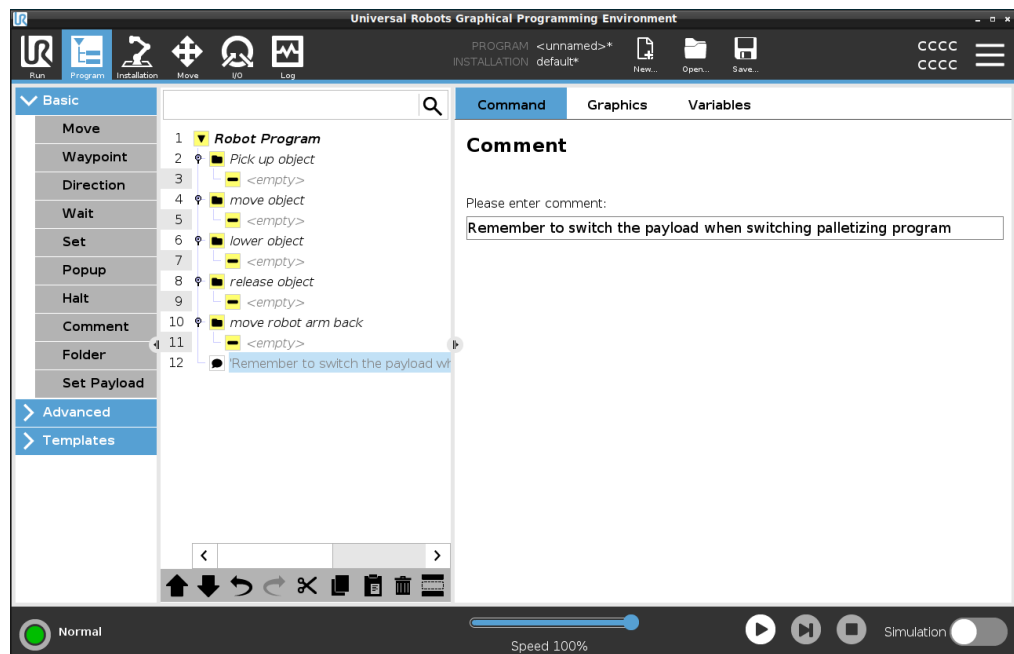 Universal Robots Graphical Programming Environment
UR
Run
Program
Installation
Move
I/O
Log
PROGRAM <unnamed>*
INSTALLATION default*
New...
Open...
Save...
CCCC
CCCC
Basic
Move
Waypoint
Direction
Wait
Set
Popup
Halt
Comment
Folder
Set Payload
Advanced
Templates
1 Robot Program
2 Pick up object
3 <empty>
4 move object
5 <empty>
6 lower object
7 <empty>
8 release object
9 <empty>
10 move robot arm back
11 <empty>
12 'Remember to switch the payload wh
Command Graphics Variables
Comment
Please enter comment:
Remember to switch the payload when switching palletizing program
Normal
Speed 100%
Simulation